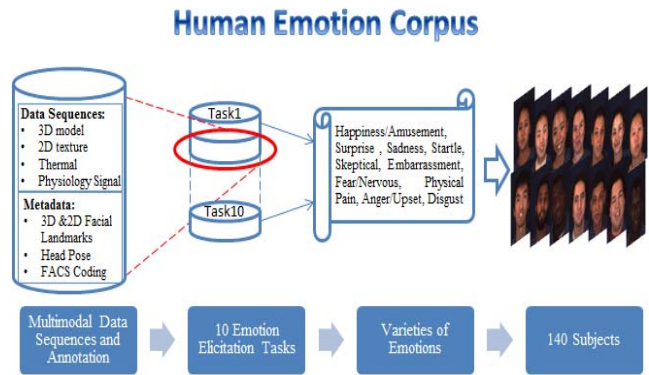 Human Emotion Corpus
Data Sequences:
• 3D model
• 2D texture
• Thermal
• Physiology Signal
Metadata:
• 3D &2D Facial
Landmarks
• Head Pose
• FACS Coding
Task1
Task10
Happiness/Amusement,
Surprise , Sadness, Startle,
Skeptical, Embarrassment,
Fear/Nervous, Physical
Pain, Anger/Upset, Disgust
Multimodal Data
Sequences and
Annotation
10 Emotion
Elicitation Tasks
Varieties of
Emotions
140 Subjects